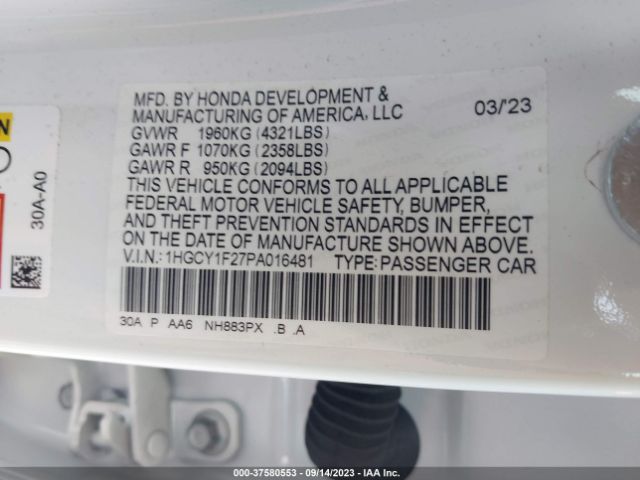 MFD. BY HONDA DEVELOPMENT &
MANUFACTURING OF AMERICA, LLC 03/'23
GVWR 1960KG (4321LBS)
GAWR F 1070KG (2358LBS)
GAWR R 950KG (2094LBS)
THIS VEHICLE CONFORMS TO ALL APPLICABLE
FEDERAL MOTOR VEHICLE SAFETY, BUMPER,
AND THEFT PREVENTION STANDARDS IN EFFECT
ON THE DATE OF MANUFACTURE SHOWN ABOVE.
V.I.N.: 1HGCY1F27PA016481 TYPE: PASSENGER CAR
30A P AA6 NH883PX .B .A
30A-A0
000-37580553 - 09/14/2023 - IAA Inc.